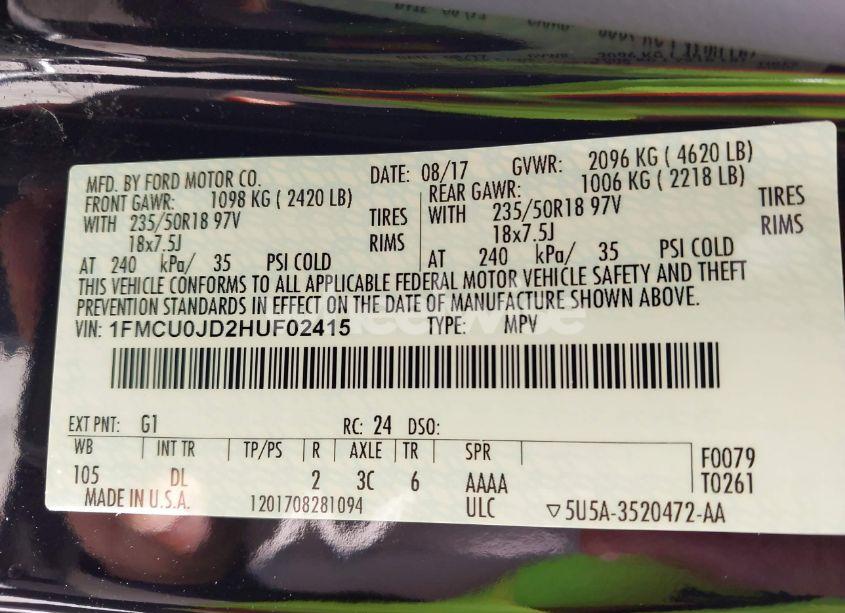 MFD. BY FORD MOTOR CO. DATE: 08/17 GVWR: 2096 KG ( 4620 LB)
FRONT GAWR: 1098 KG ( 2420 LB) REAR GAWR: 1006 KG ( 2218 LB)
WITH 235/50R18 97V TIRES WITH 235/50R18 97V TIRES
18x7.5J RIMS 18x7.5J RIMS
AT 240 kPa/ 35 PSI COLD AT 240 kPa/ 35 PSI COLD
THIS VEHICLE CONFORMS TO ALL APPLICABLE FEDERAL MOTOR VEHICLE SAFETY AND THEFT
PREVENTION STANDARDS IN EFFECT ON THE DATE OF MANUFACTURE SHOWN ABOVE.
VIN: 1FMCU0JD2HUF02415 TYPE: MPV
EXT PNT: G1 RC: 24 DSO:
WB INT TR TP/PS R AXLE TR SPR F0079
105 DL 2 3C 6 AAAA T0261
MADE IN U.S.A. 1201708281094 ULC ▽5U5A-3520472-AA